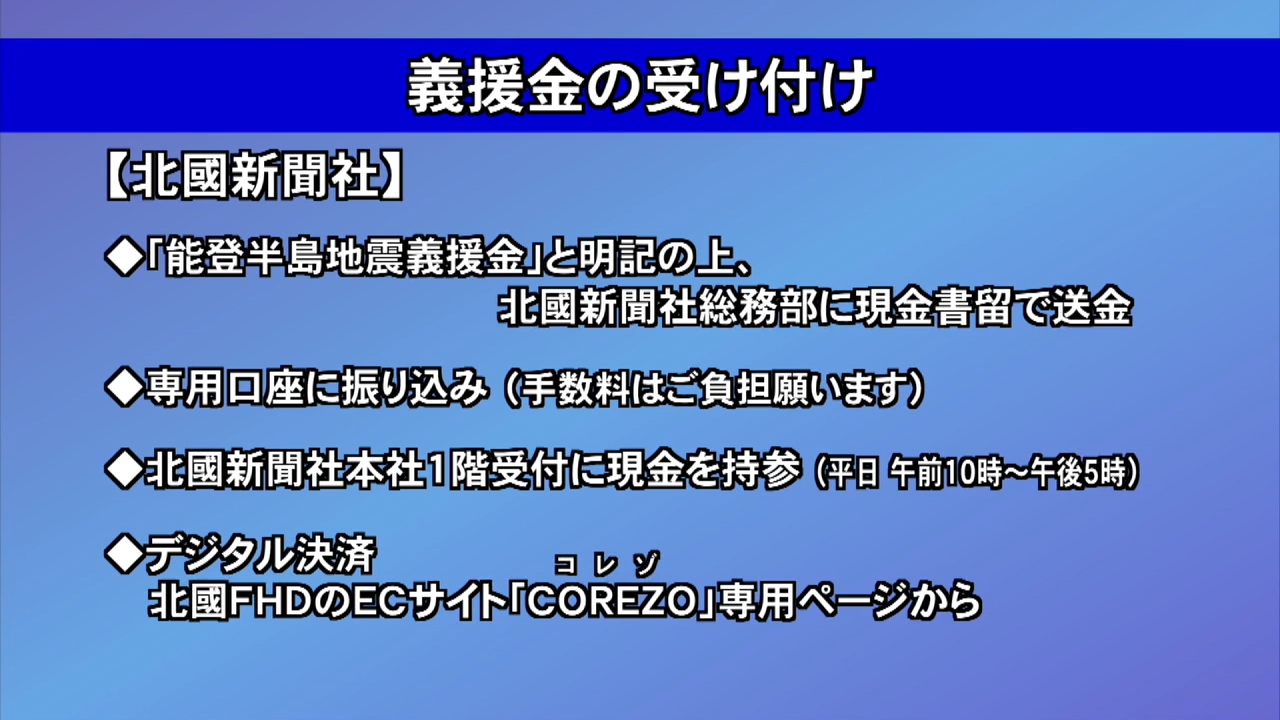 義援金の受け付け
【北國新聞社】
◆「能登半島地震義援金」と明記の上、
北國新聞社総務部に現金書留で送金
◆専用口座に振り込み（手数料はご負担願います）
◆北國新聞社本社1階受付に現金を持参（平日 午前10時～午後5時）
◆デジタル決済
コレゾ
北國FHDのECサイト「COREZO」専用ページから